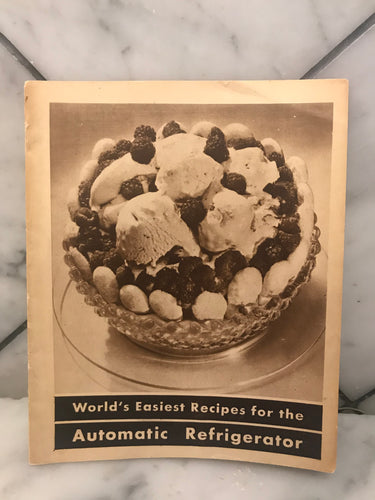 World's Easiest Recipes for the
Automatic Refrigerator